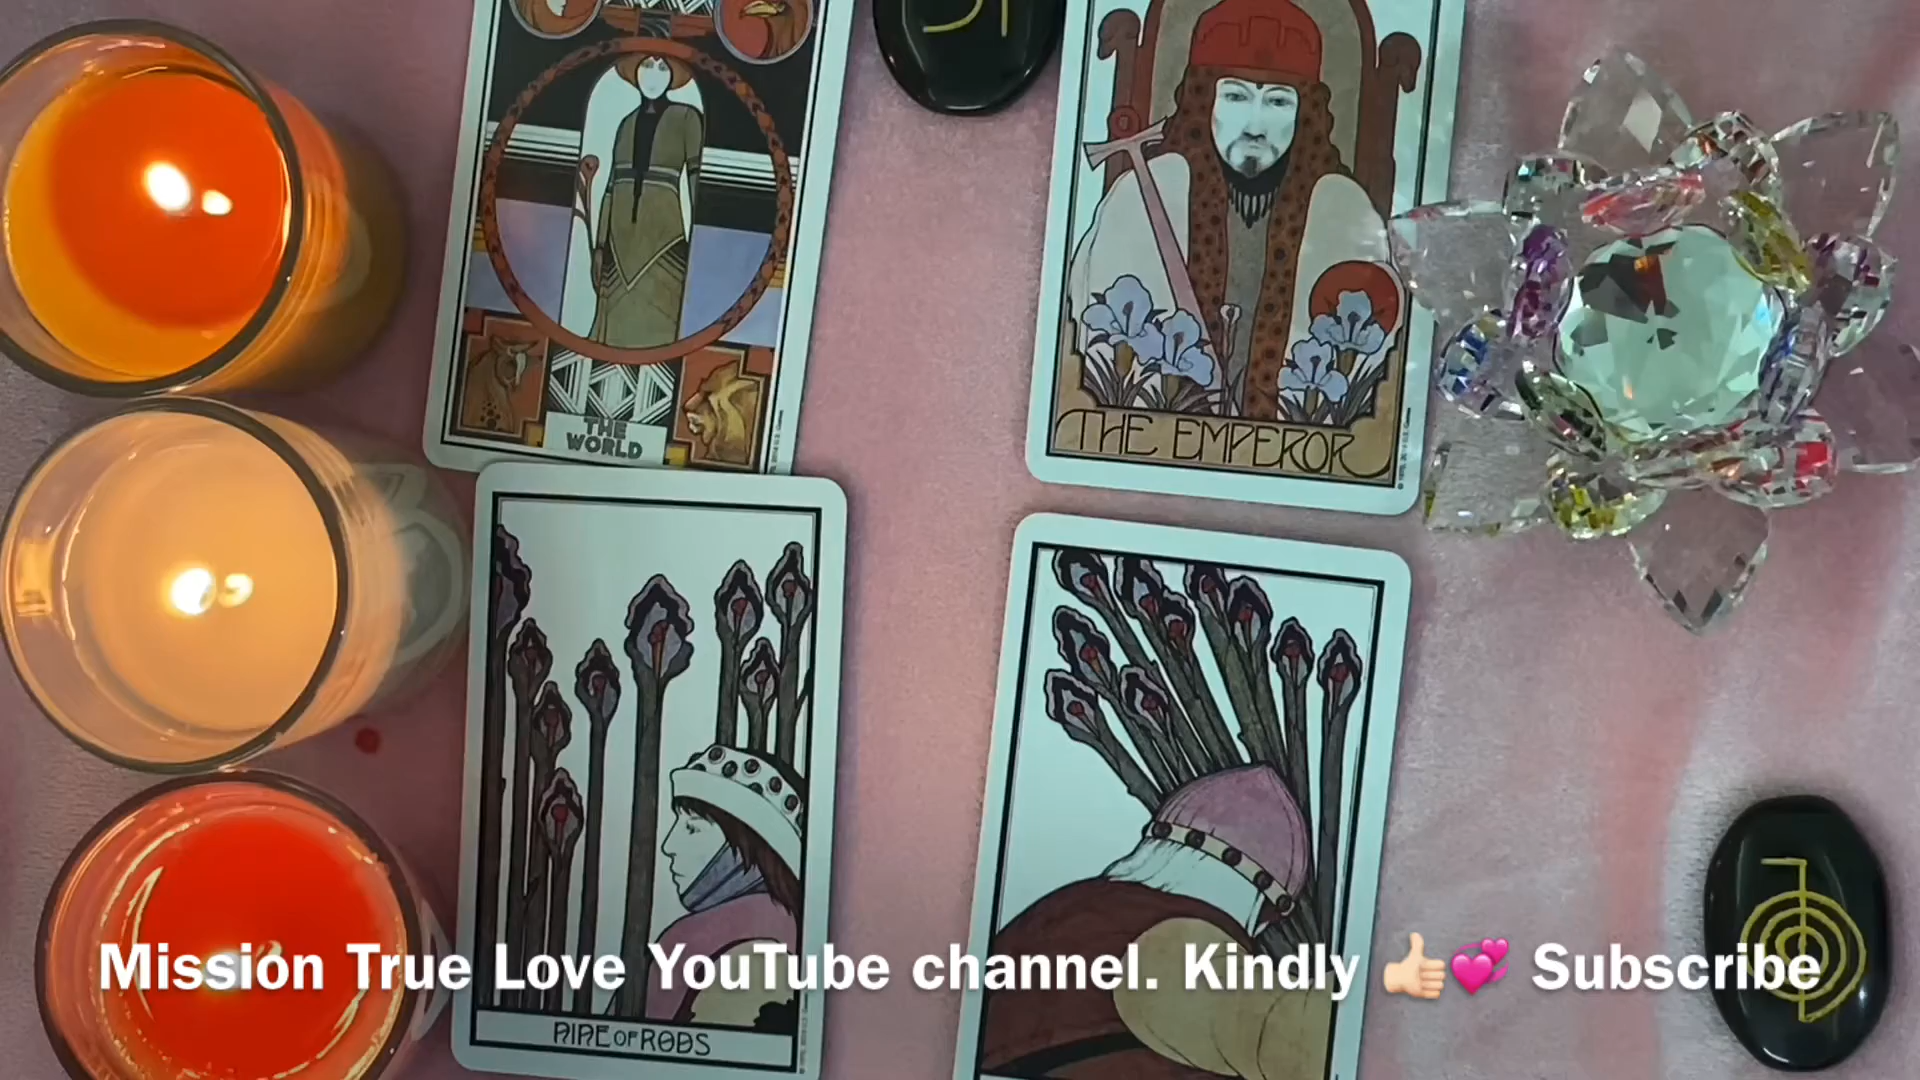 THE
WORLD
THE EMPEROR
NINE OF RODS
Mission True Love YouTube channel. Kindly 👍🏻💞 Subscribe